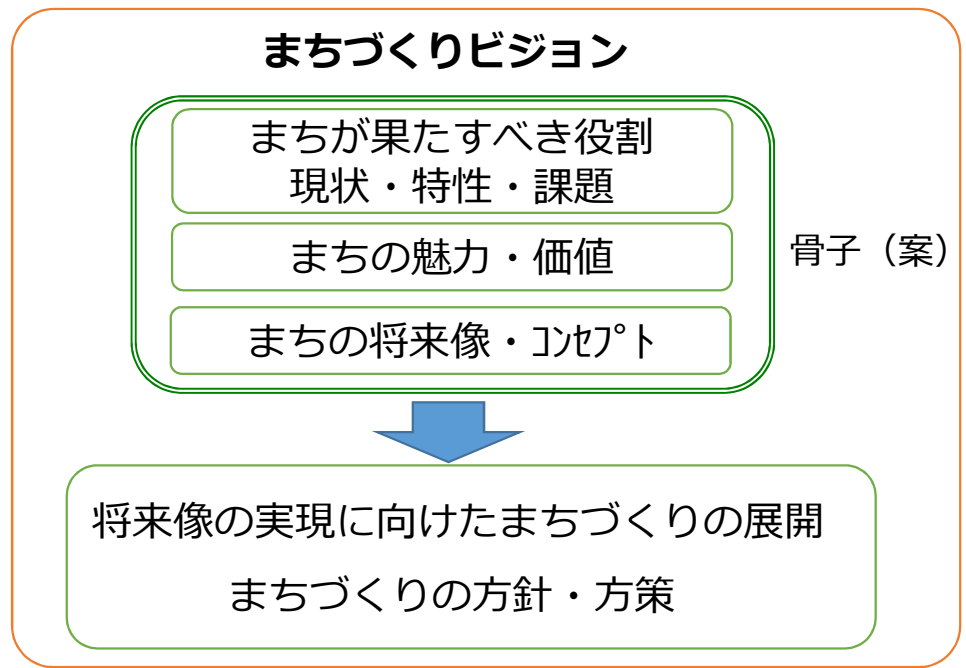 まちづくりビジョン
まちが果たすべき役割
現状・特性・課題
まちの魅力・価値
まちの将来像・ｺﾝｾﾌﾟﾄ
骨子（案）
将来像の実現に向けたまちづくりの展開
まちづくりの方針・方策